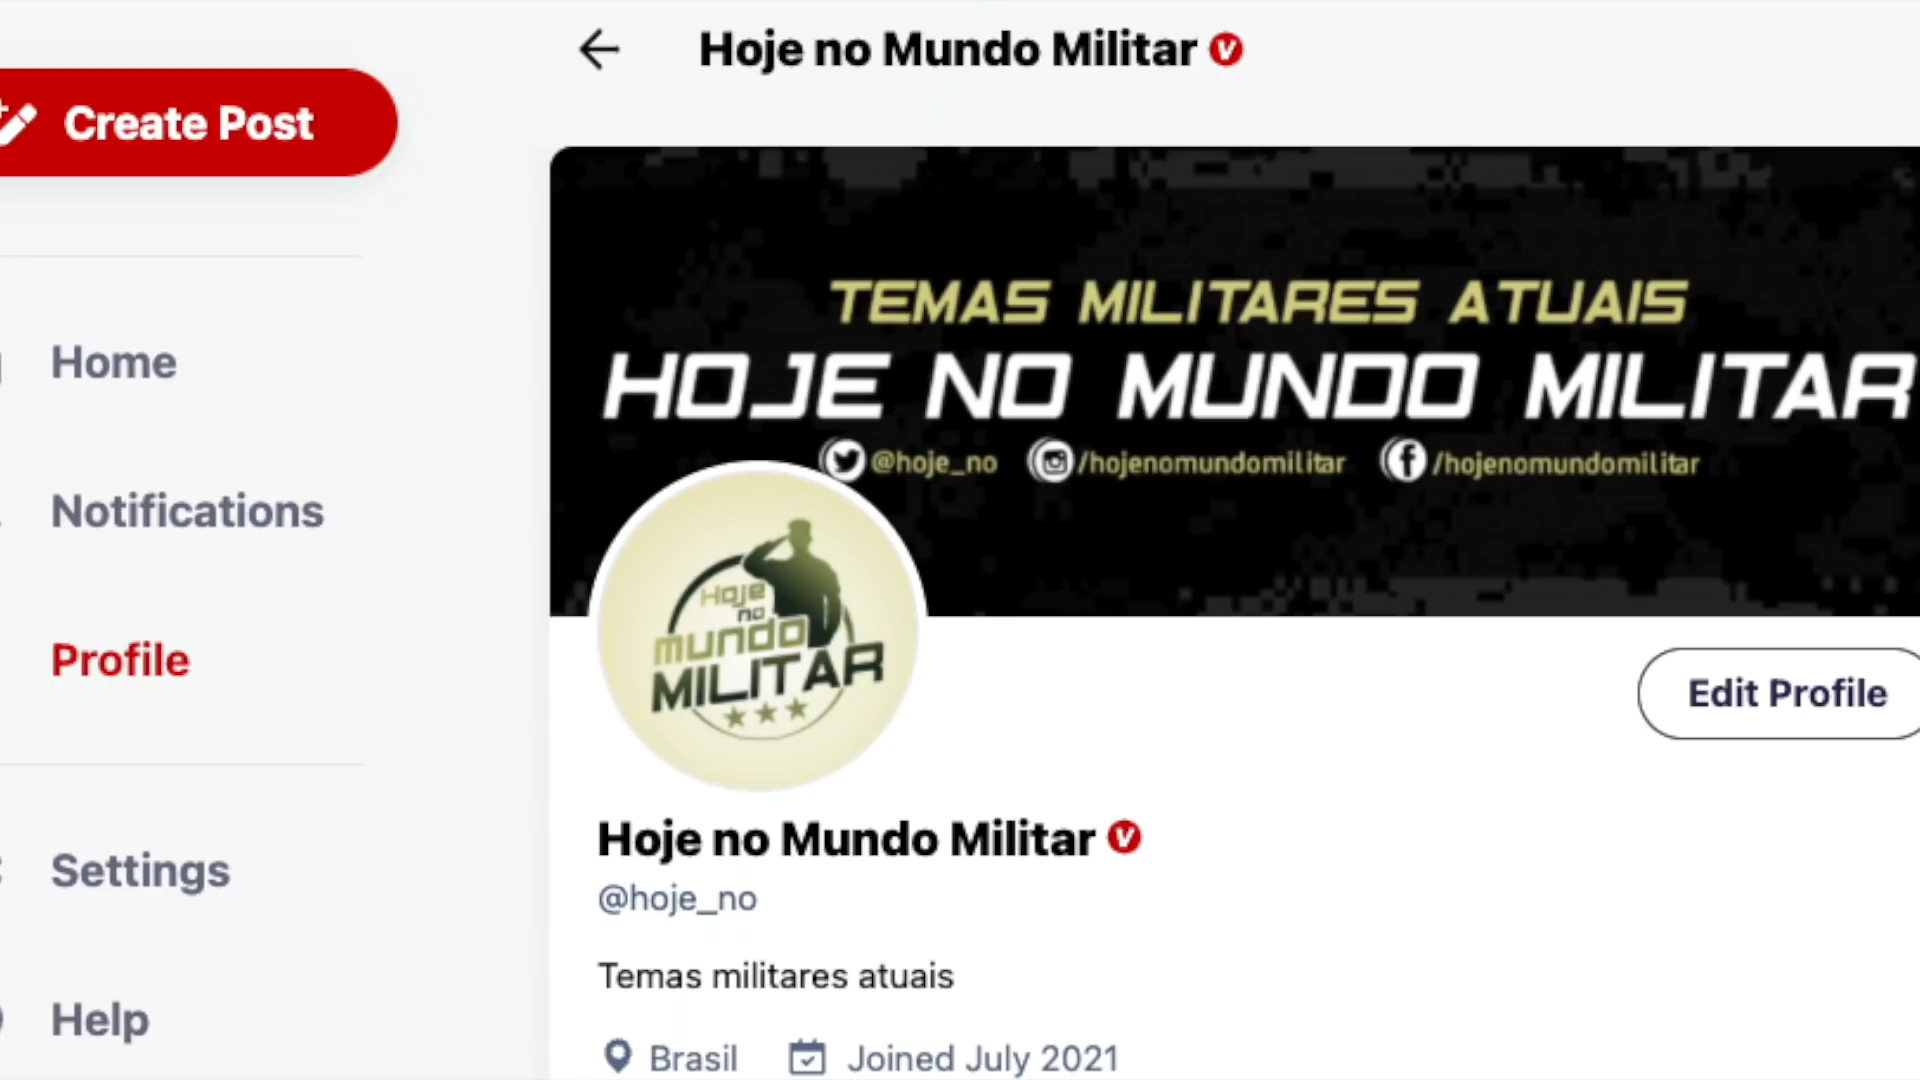 Hoje no Mundo Militar
Create Post
Home
Notifications
Profile
Settings
Help
TEMAS MILITARES ATUAIS
HOJE NO MUNDO MILITAR
@hoje_no /hojenomundomilitar /hojenomundomilitar
Hoje
no
mundo
MILITAR
Edit Profile
Hoje no Mundo Militar
@hoje_no
Temas militares atuais
Brasil Joined July 2021